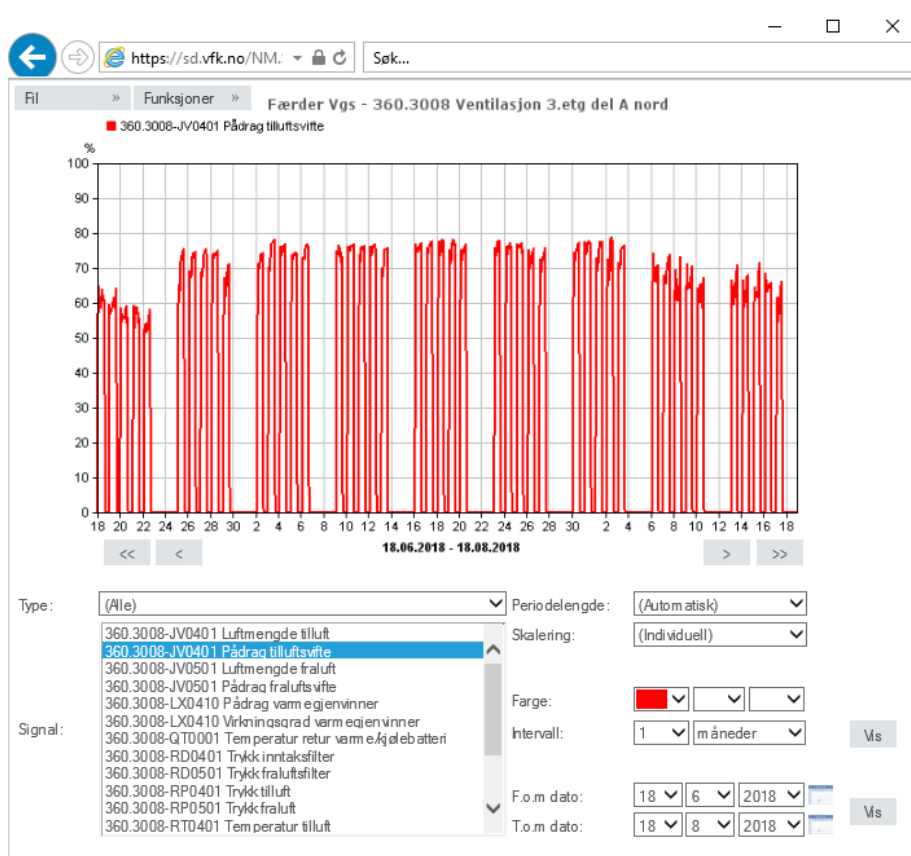 https://sd.vfk.no/NM.
Søk...
Fil » Funksjoner »
Færder Vgs - 360.3008 Ventilasjon 3.etg del A nord
360.3008-JV0401 Pådrag tilluftsvifte
%
100
90
80
70
60
50
40
30
20
10
0
18 20 22 24 26 28 30 2 4 6 8 10 12 14 16 18 20 22 24 26 28 30 2 4 6 8 10 12 14 16 18
<< < 18.06.2018 - 18.08.2018 > >>
Type: (Alle) Periodelengde: (Automatisk)
Skalering: (Individuell)
360.3008-JV0401 Luftmengde tilluft
360.3008-JV0401 Pådrag tilluftsvifte
360.3008-JV0501 Luftmengde fraluft
360.3008-JV0501 Pådrag fraluftsvifte
360.3008-LX0410 Pådrag varmegjenvinner
360.3008-LX0410 Virkningsgrad varmegjenvinner
360.3008-QT0001 Temperatur retur varme/kjølebatteri
360.3008-RD0401 Trykk inntaksfilter
360.3008-RD0501 Trykk fraluftsfilter
360.3008-RP0401 Trykk tilluft
360.3008-RP0501 Trykk fraluft
360.3008-RT0401 Temperatur tilluft
Signal:
Farge:
Intervall: 1 måneder Vis
F.o.m dato: 18 6 2018
T.o.m dato: 18 8 2018
Vis